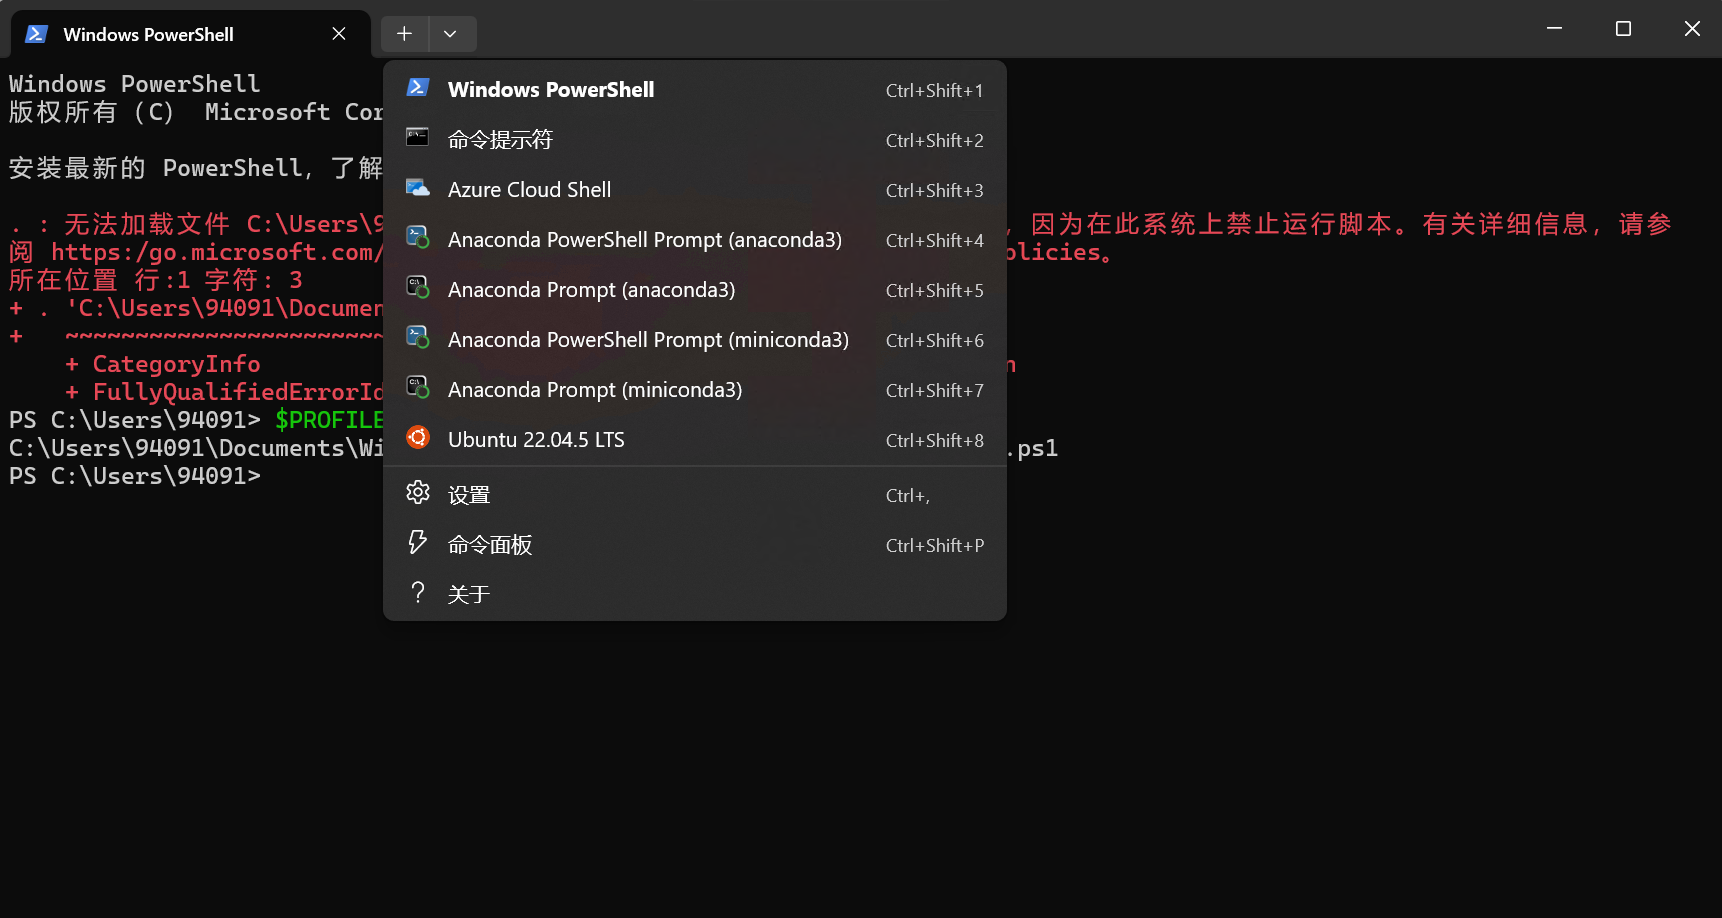 Windows PowerShell
Windows PowerShell
版权所有（C） Microsoft Cor
安装最新的 PowerShell，了解
. : 无法加载文件 C:\Users\9 ，因为在此系统上禁止运行脚本。有关详细信息，请参
阅 https:/go.microsoft.com/ olicies。
所在位置 行:1 字符: 3
+ . 'C:\Users\94091\Documen
+   ~~~~~~~~~~~~~~~~~~~~~~~
+ CategoryInfo n
+ FullyQualifiedErrorId
PS C:\Users\94091> $PROFILE
C:\Users\94091\Documents\Wi .ps1
PS C:\Users\94091>
Windows PowerShell Ctrl+Shift+1
命令提示符 Ctrl+Shift+2
Azure Cloud Shell Ctrl+Shift+3
Anaconda PowerShell Prompt (anaconda3) Ctrl+Shift+4
Anaconda Prompt (anaconda3) Ctrl+Shift+5
Anaconda PowerShell Prompt (miniconda3) Ctrl+Shift+6
Anaconda Prompt (miniconda3) Ctrl+Shift+7
Ubuntu 22.04.5 LTS Ctrl+Shift+8
设置 Ctrl+,
命令面板 Ctrl+Shift+P
关于